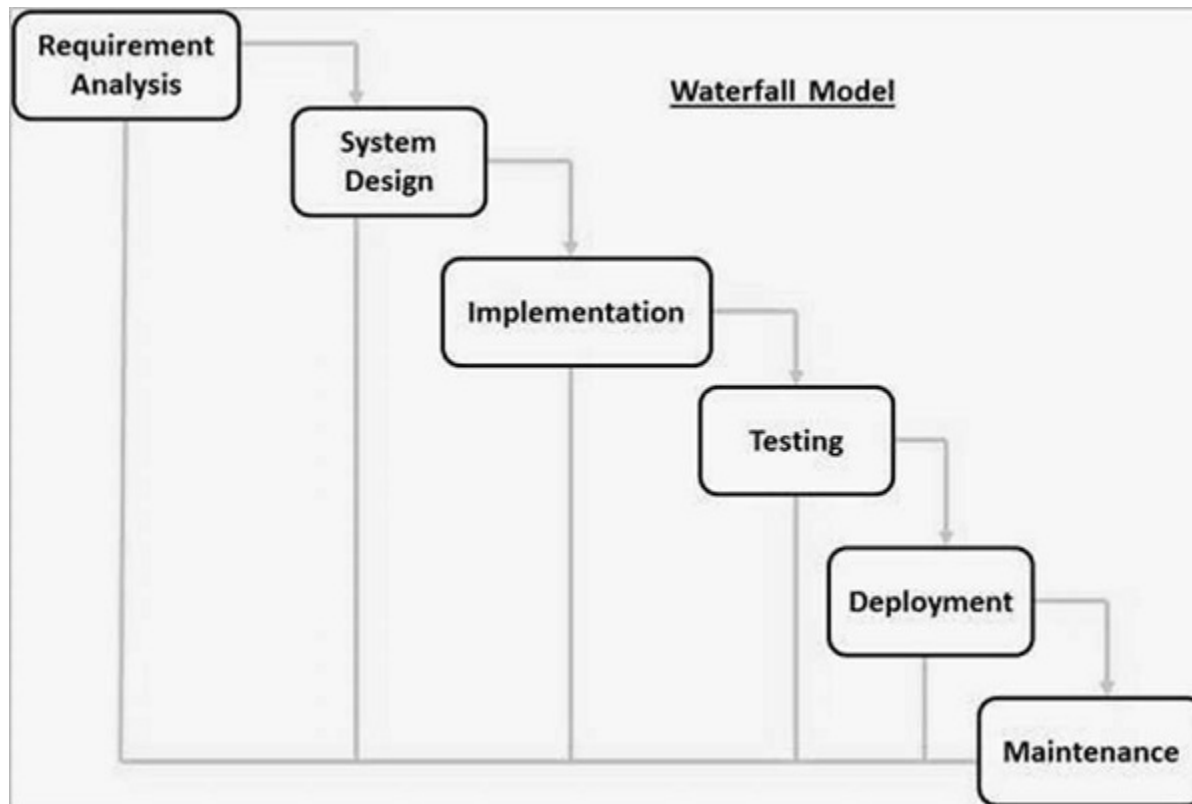 Requirement
Analysis
Waterfall Model
System
Design
Implementation
Testing
Deployment
Maintenance